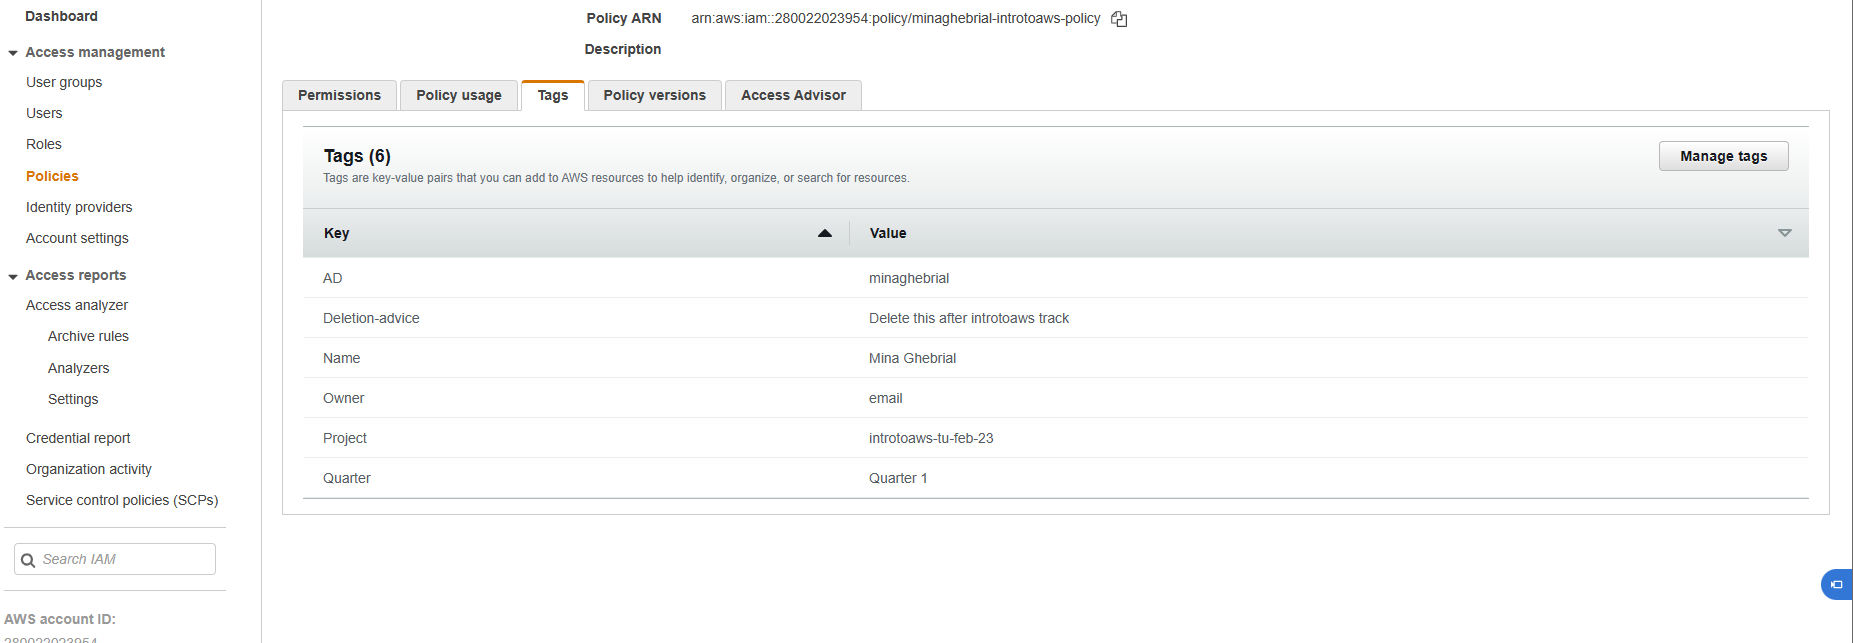 Dashboard
Access management
User groups
Users
Roles
Policies
Identity providers
Account settings
Access reports
Access analyzer
Archive rules
Analyzers
Settings
Credential report
Organization activity
Service control policies (SCPs)
Search IAM
AWS account ID:
280022023954
Policy ARN arn:aws:iam::280022023954:policy/minaghebrial-introtoaws-policy
Description
Permissions Policy usage Tags Policy versions Access Advisor
Tags (6)
Manage tags
Tags are key-value pairs that you can add to AWS resources to help identify, organize, or search for resources.
Key Value
AD minaghebrial
Deletion-advice Delete this after introtoaws track
Name Mina Ghebrial
Owner email
Project introtoaws-tu-feb-23
Quarter Quarter 1